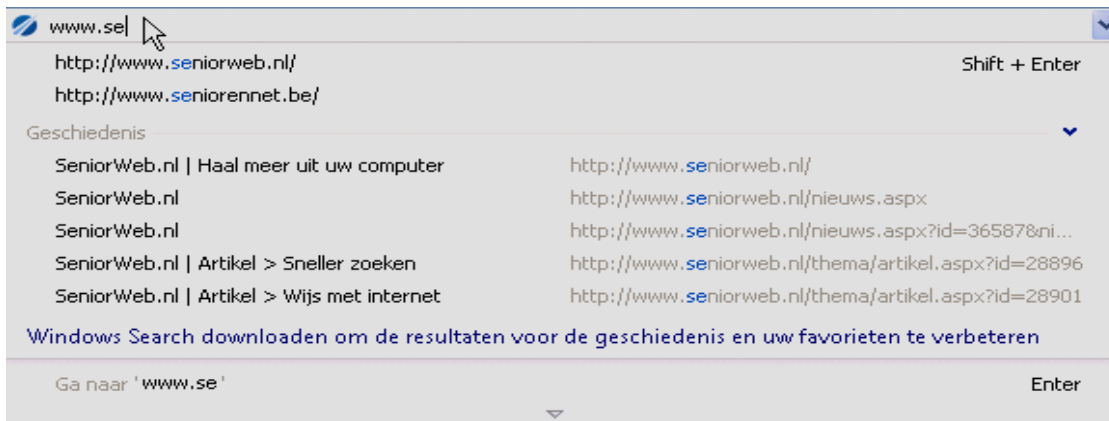 www.se
http://www.seniorweb.nl/ Shift + Enter
http://www.seniorennet.be/
Geschiedenis
SeniorWeb.nl | Haal meer uit uw computer http://www.seniorweb.nl/
SeniorWeb.nl http://www.seniorweb.nl/nieuws.aspx
SeniorWeb.nl http://www.seniorweb.nl/nieuws.aspx?id=36587&ni...
SeniorWeb.nl | Artikel > Sneller zoeken http://www.seniorweb.nl/thema/artikel.aspx?id=28896
SeniorWeb.nl | Artikel > Wijs met internet http://www.seniorweb.nl/thema/artikel.aspx?id=28901
Windows Search downloaden om de resultaten voor de geschiedenis en uw favorieten te verbeteren
Ga naar 'www.se' Enter